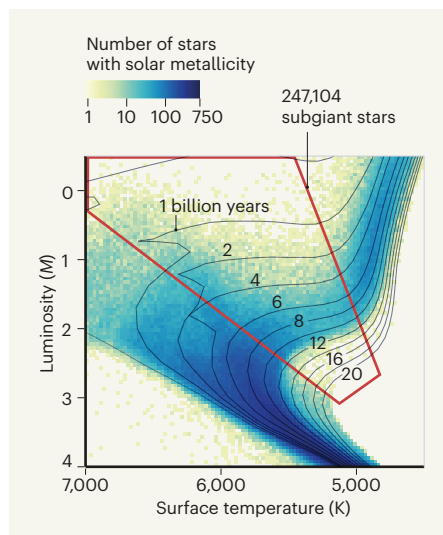 Number of stars
with solar metallicity
1 10 100 750
247,104
subgiant stars
0
1 billion years
2
1
4
6
8
2
12
16
20
3
4
7,000 6,000 5,000
Luminosity (M)
Surface temperature (K)